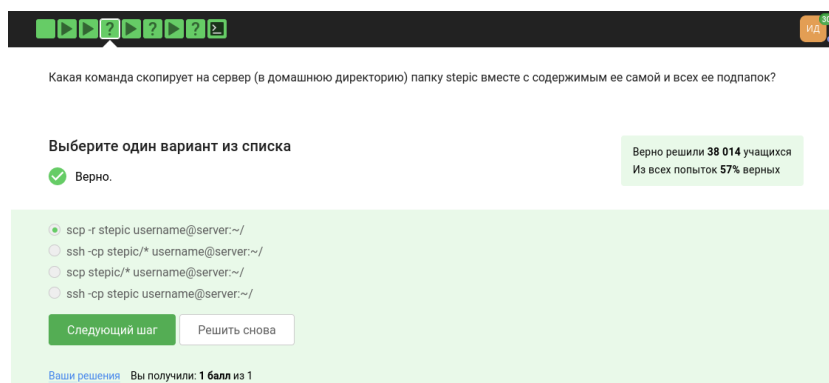 30
ИД
Какая команда скопирует на сервер (в домашнюю директорию) папку stepic вместе с содержимым ее самой и всех ее подпапок?
Выберите один вариант из списка
Верно.
Верно решили 38 014 учащихся
Из всех попыток 57% верных
scp -r stepic username@server:~/
ssh -cp stepic/* username@server:~/
scp stepic/* username@server:~/
ssh -cp stepic username@server:~/
Следующий шаг
Решить снова
Ваши решения Вы получили: 1 балл из 1